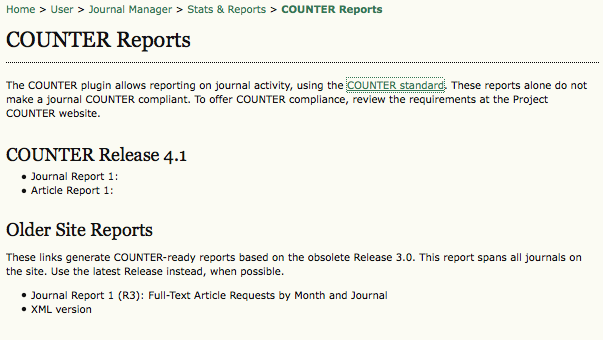 Home > User > Journal Manager > Stats & Reports > COUNTER Reports
COUNTER Reports
The COUNTER plugin allows reporting on journal activity, using the COUNTER standard. These reports alone do not
make a journal COUNTER compliant. To offer COUNTER compliance, review the requirements at the Project
COUNTER website.
COUNTER Release 4.1
• Journal Report 1:
• Article Report 1:
Older Site Reports
These links generate COUNTER-ready reports based on the obsolete Release 3.0. This report spans all journals on
the site. Use the latest Release instead, when possible.
• Journal Report 1 (R3): Full-Text Article Requests by Month and Journal
• XML version